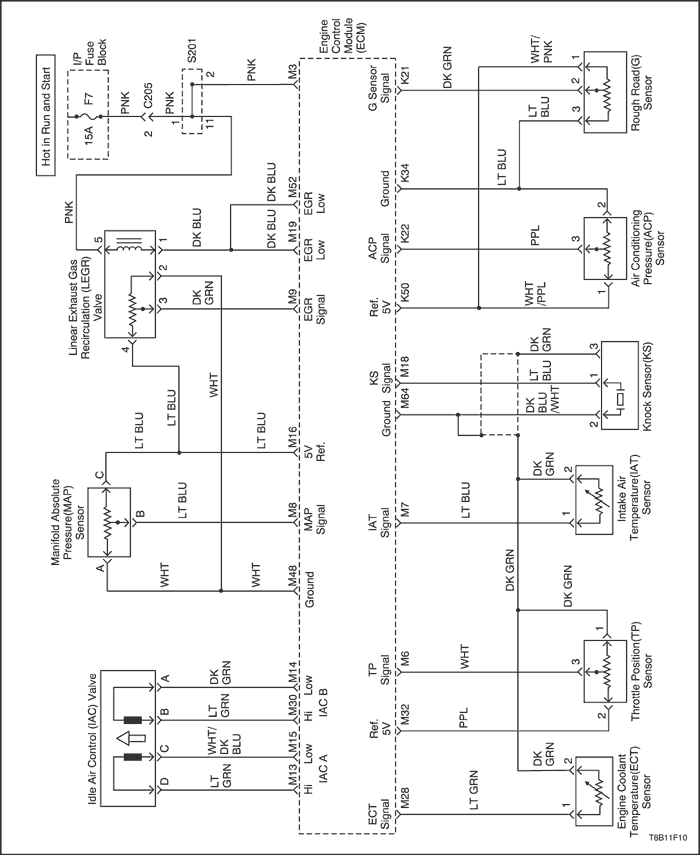 Hot in Run and Start
I/P
Fuse
Block
F7
15A
PNK
2
C205
PNK
1
S201
2
11
PNK
M3
Engine
Control
Module
(ECM)
PNK
Linear Exhaust Gas
Recirculation (LEGR)
Valve
5
1
2
3
4
DK BLU
DK BLU
M52
EGR
Low
DK BLU
M19
EGR
Low
DK
GRN
M9
EGR
Signal
WHT
LT BLU
LT BLU
LT BLU
M16
5V
Ref.
Manifold Absolute
Pressure(MAP)
Sensor
C
B
A
LT BLU
M8
MAP
Signal
WHT
WHT
M48
Ground
Idle Air Control (IAC) Valve
A
B
C
D
DK
GRN
LT
GRN
WHT/
DK
BLU
LT
GRN
M14
M30
M15
M13
Low
Hi
IAC B
Low
Hi
IAC A
G Sensor
Signal
K21
DK GRN
WHT/
PNK
LT
BLU
1
2
3
Rough Road(G)
Sensor
Ground
K34
LT BLU
ACP
Signal
K22
PPL
2
3
1
Air Conditioning
Pressure(ACP)
Sensor
Ref.
5V
K50
WHT
/PPL
KS
Signal
M18
Ground
M64
DK
GRN
LT
BLU
DK
BLU
/WHT
3
1
2
Knock Sensor(KS)
IAT
Signal
M7
LT BLU
DK
GRN
2
1
Intake Air
Temperature(IAT)
Sensor
DK GRN
DK GRN
TP
Signal
M6
WHT
1
3
2
Throttle Position(TP)
Sensor
Ref.
5V
M32
PPL
ECT
Signal
M28
LT GRN
DK
GRN
2
1
Engine Coolant
Temperature(ECT)
Sensor
T6B11F10